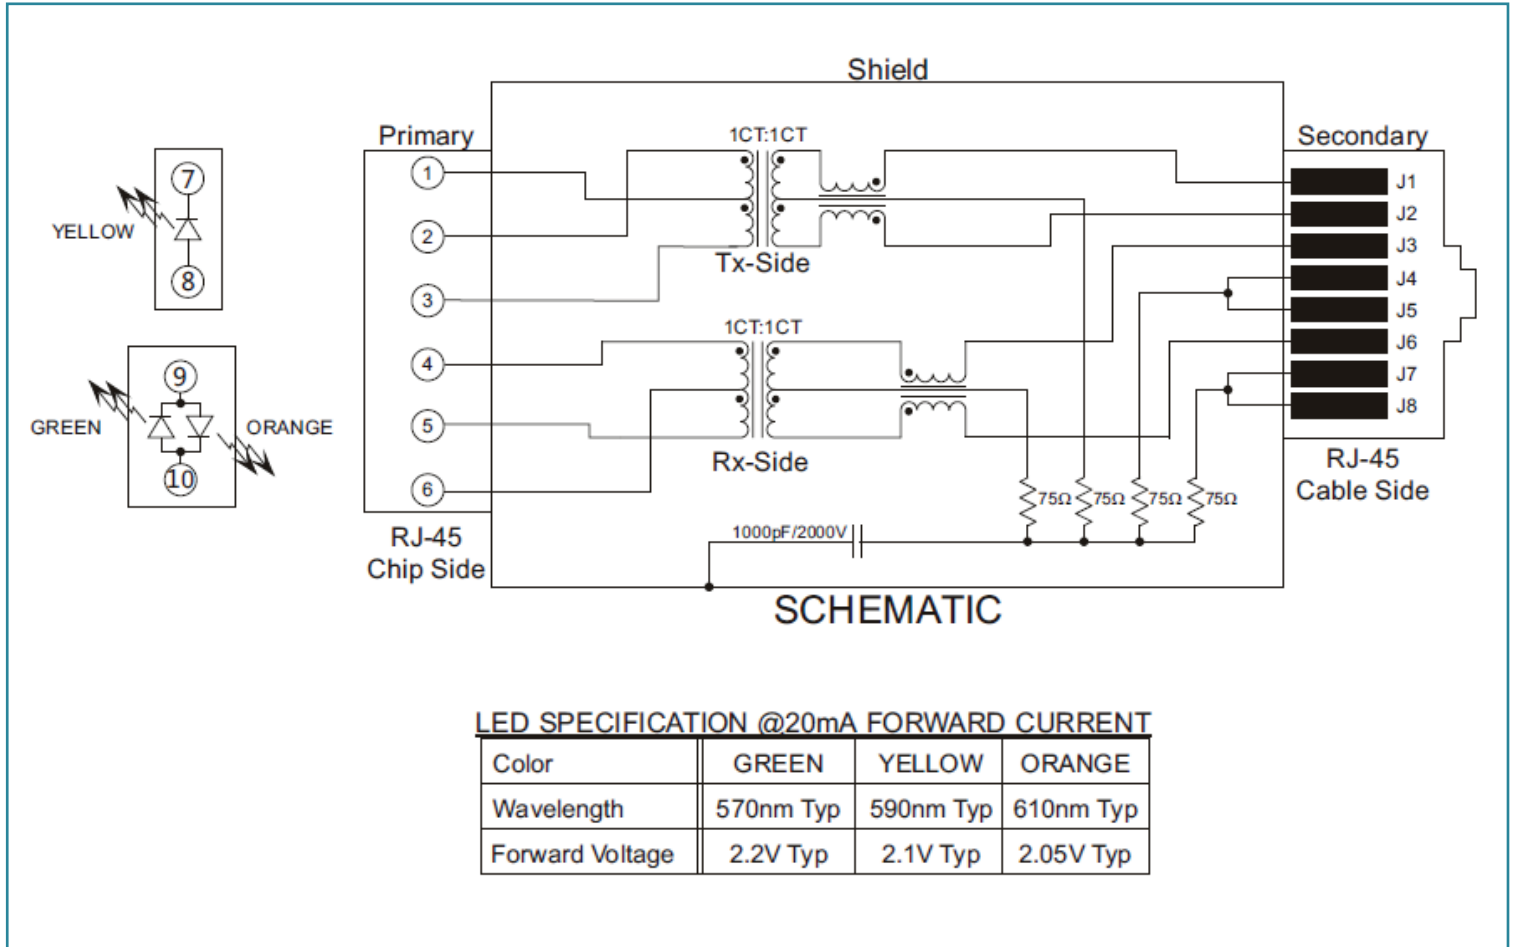 Shield
Primary
1CT:1CT
Secondary
1
2
3
4
5
6
7
YELLOW
8
9
GREEN
ORANGE
10
Tx-Side
1CT:1CT
Rx-Side
J1
J2
J3
J4
J5
J6
J7
J8
RJ-45
Chip Side
RJ-45
Cable Side
75Ω 75Ω 75Ω 75Ω
1000pF/2000V
SCHEMATIC
LED SPECIFICATION @20mA FORWARD CURRENT
Color GREEN YELLOW ORANGE
Wavelength 570nm Typ 590nm Typ 610nm Typ
Forward Voltage 2.2V Typ 2.1V Typ 2.05V Typ